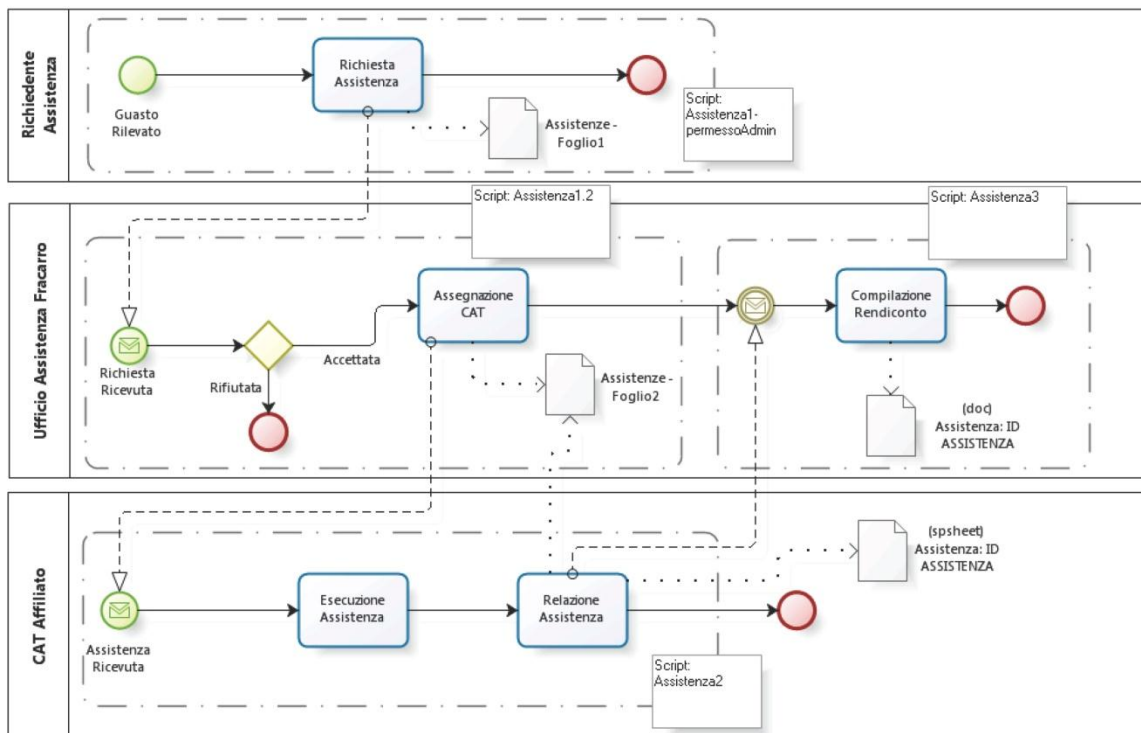 Richiedente
Assistenza
Guasto
Rilevato
Richiesta
Assistenza
Assistenze -
Foglio1
Script:
Assistenza1-
permessoAdmin
Ufficio Assistenza Fracarro
Script: Assistenza1.2
Script: Assistenza3
Richiesta
Ricevuta
Rifiutata
Accettata
Assegnazione
CAT
Assistenze -
Foglio2
Compilazione
Rendiconto
(doc)
Assistenza: ID
ASSISTENZA
CAT Affiliato
Assistenza
Ricevuta
Esecuzione
Assistenza
Relazione
Assistenza
(spsheet)
Assistenza: ID
ASSISTENZA
Script:
Assistenza2